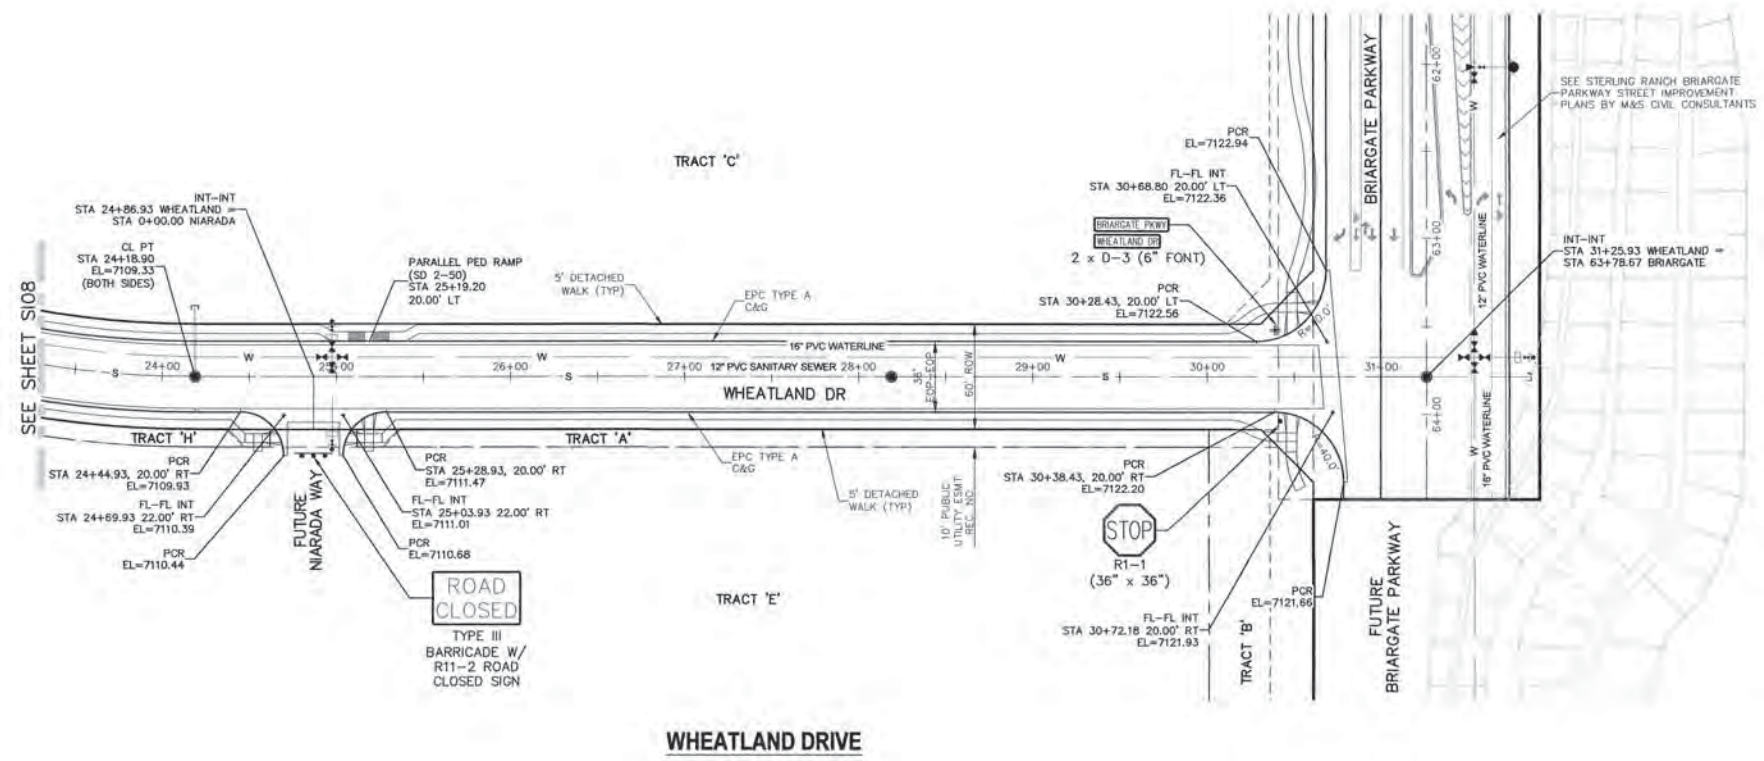 TRACT 'C'
INT-INT
STA 24+86.93 WHEATLAND =
STA 0+00.00 NIARADA
CL PT
STA 24+18.90
EL=7109.33
(BOTH SIDES)
PARALLEL PED RAMP
(SD 2-50)
STA 25+19.20
20.00' LT
5' DETACHED
WALK (TYP)
EPC TYPE A
C&G
PCR
EL=7122.94
FL-FL INT
STA 30+68.80 20.00' LT
EL=7122.36
BRIARGATE PKWY
WHEATLAND DR
2 x D-3 (6" FONT)
PCR
STA 30+28.43, 20.00' LT
EL=7122.56
BRIARGATE PARKWAY
62+00
63+00
64+00
W
12" PVC WATERLINE
W
16" PVC WATERLINE
SEE STERLING RANCH BRIARGATE
PARKWAY STREET IMPROVEMENT
PLANS BY M&S CIVIL CONSULTANTS
INT-INT
STA 31+25.93 WHEATLAND =
STA 63+78.67 BRIARGATE
SEE SHEET SI08
W
W
16" PVC WATERLINE
W
24+00
25+00
26+00
27+00
12" PVC SANITARY SEWER
28+00
29+00
30+00
31+00
S
S
S
WHEATLAND DR
36'
EOP-EOP
60' ROW
TRACT 'H'
TRACT 'A'
PCR
STA 24+44.93, 20.00' RT
EL=7109.93
FL-FL INT
STA 24+69.93 22.00' RT
EL=7110.39
PCR
EL=7110.44
FUTURE
NIARADA WAY
PCR
STA 25+28.93, 20.00' RT
EL=7111.47
FL-FL INT
STA 25+03.93 22.00' RT
EL=7111.01
PCR
EL=7110.68
ROAD
CLOSED
TYPE III
BARRICADE W/
R11-2 ROAD
CLOSED SIGN
EPC TYPE A
C&G
5' DETACHED
WALK (TYP)
10' PUBLIC
UTILITY ESMT
REC. NO.
TRACT 'E'
PCR
STA 30+38.43, 20.00' RT
EL=7122.20
STOP
R1-1
(36" x 36")
PCR
EL=7121.66
FL-FL INT
STA 30+72.18 20.00' RT
EL=7121.93
TRACT 'B'
FUTURE
BRIARGATE PARKWAY
WHEATLAND DRIVE